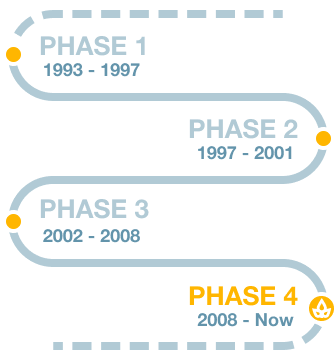 PHASE 1
1993 - 1997
PHASE 2
1997 - 2001
PHASE 3
2002 - 2008
PHASE 4
2008 - Now